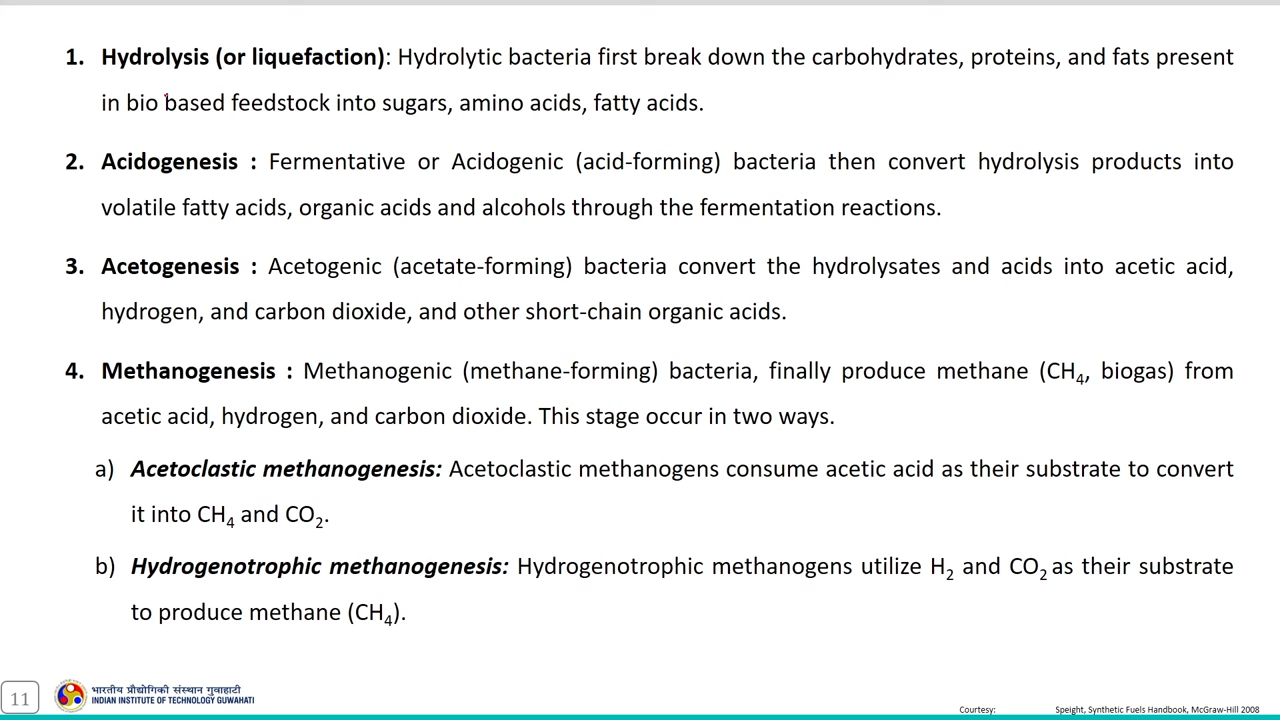 1. Hydrolysis (or liquefaction): Hydrolytic bacteria first break down the carbohydrates, proteins, and fats present
in bio based feedstock into sugars, amino acids, fatty acids.
2. Acidogenesis : Fermentative or Acidogenic (acid-forming) bacteria then convert hydrolysis products into
volatile fatty acids, organic acids and alcohols through the fermentation reactions.
3. Acetogenesis : Acetogenic (acetate-forming) bacteria convert the hydrolysates and acids into acetic acid,
hydrogen, and carbon dioxide, and other short-chain organic acids.
4. Methanogenesis : Methanogenic (methane-forming) bacteria, finally produce methane (CH₄, biogas) from
acetic acid, hydrogen, and carbon dioxide. This stage occur in two ways.
a) Acetoclastic methanogenesis: Acetoclastic methanogens consume acetic acid as their substrate to convert
it into CH₄ and CO₂.
b) Hydrogenotrophic methanogenesis: Hydrogenotrophic methanogens utilize H₂ and CO₂ as their substrate
to produce methane (CH₄).
11
भारतीय प्रौद्योगिकी संस्थान गुवाहाटी
INDIAN INSTITUTE OF TECHNOLOGY GUWAHATI
Courtesy: Speight, Synthetic Fuels Handbook, McGraw-Hill 2008